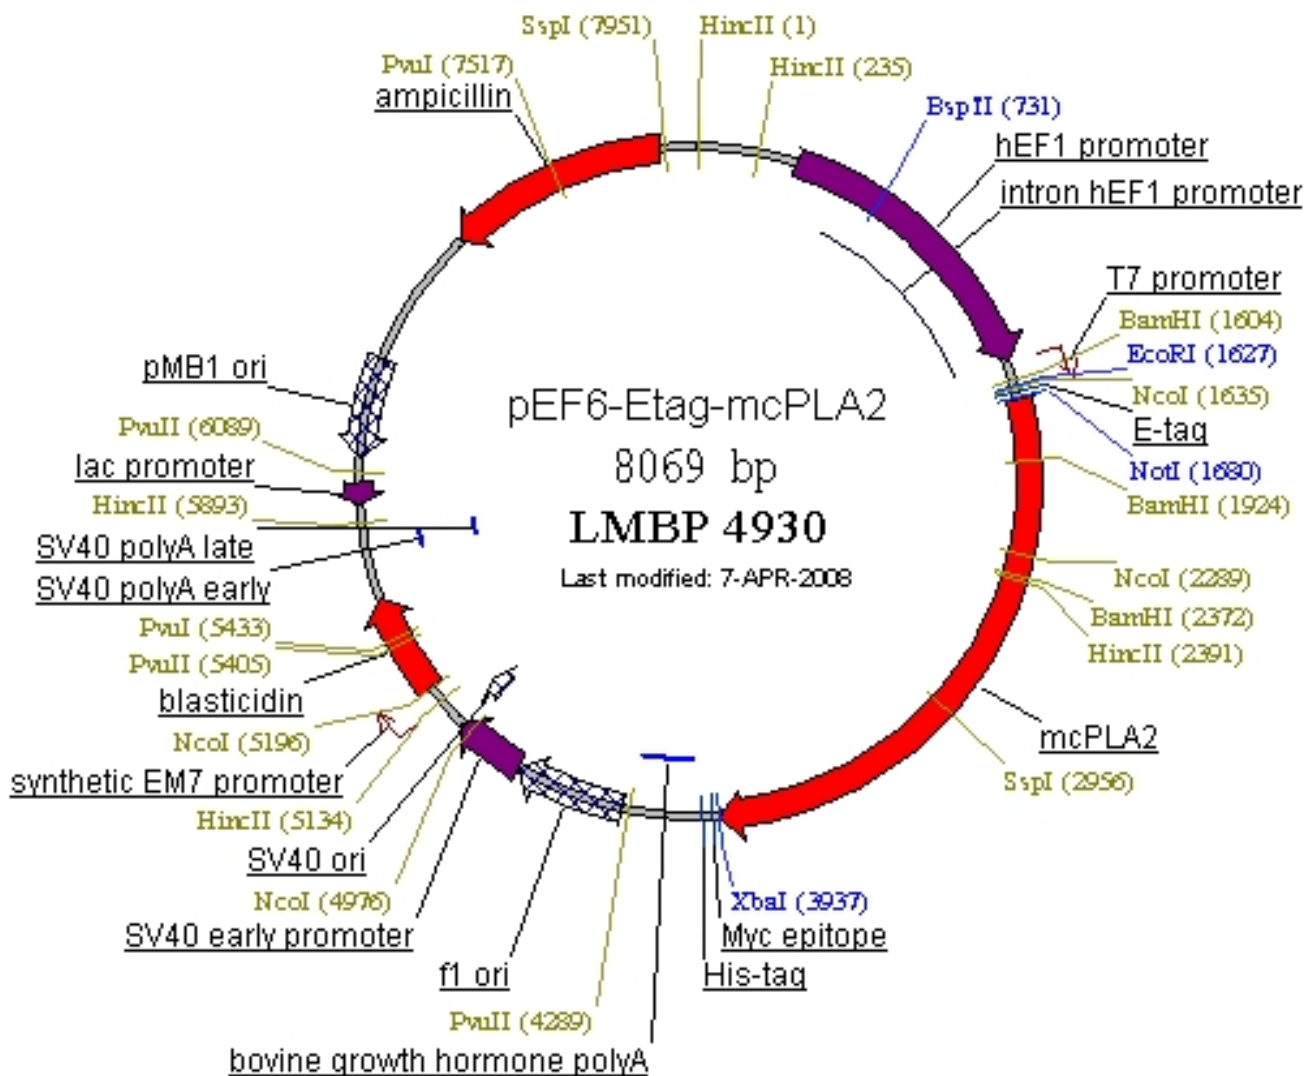 SspI (7951)
HincII (1)
PvuI (7517)
HincII (235)
ampicillin
BspTI (731)
hEF1 promoter
intron hEF1 promoter
T7 promoter
BamHI (1604)
EcoRI (1627)
NcoI (1635)
E-tag
NotI (1680)
BamHI (1924)
pMB1 ori
PvuII (6089)
lac promoter
HincII (5893)
SV40 polyA late
SV40 polyA early
PvuI (5433)
PvuII (5405)
blasticidin
NcoI (5196)
synthetic EM7 promoter
HincII (5134)
SV40 ori
NcoI (4976)
SV40 early promoter
f1 ori
PvuII (4289)
bovine growth hormone polyA
pEF6-Etag-mcPLA2
8069 bp
LMBP 4930
Last modified: 7-APR-2008
NcoI (2289)
BamHI (2372)
HincII (2391)
mcPLA2
SspI (2956)
XbaI (3937)
Myc epitope
His-tag